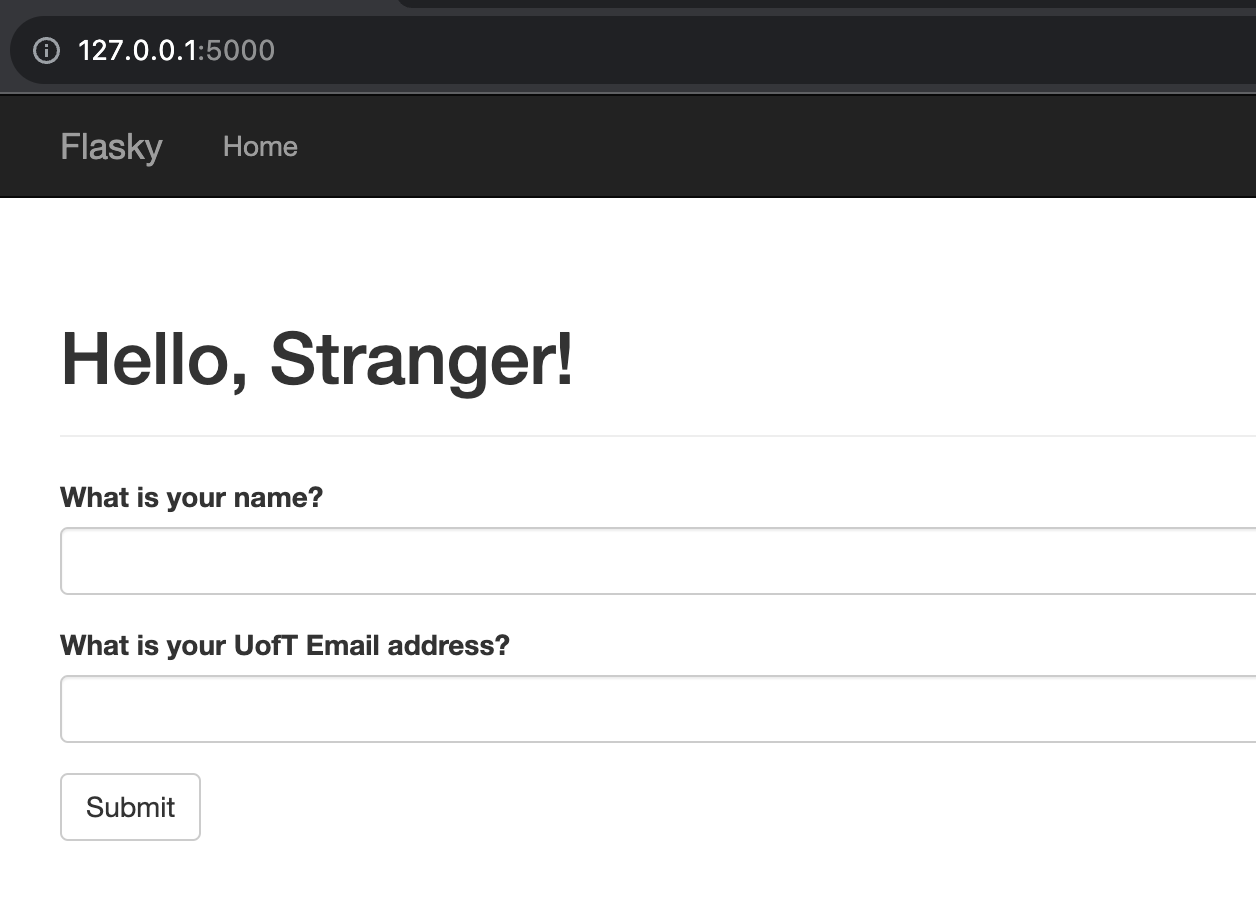 127.0.0.1:5000
Flasky Home
Hello, Stranger!
What is your name?
What is your UofT Email address?
Submit